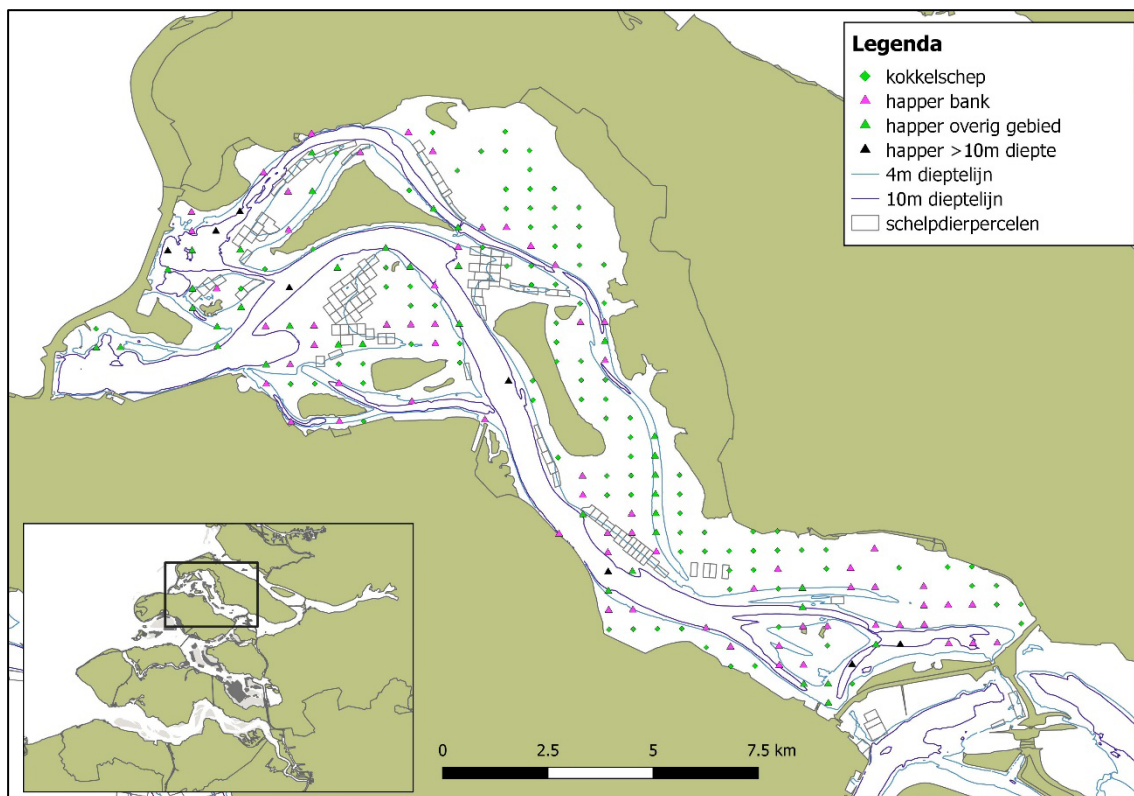 Legenda
kokkelschep
happer bank
happer overig gebied
happer >10m diepte
4m dieptelijn
10m dieptelijn
schelpdierpercelen
0 2.5 5 7.5 km